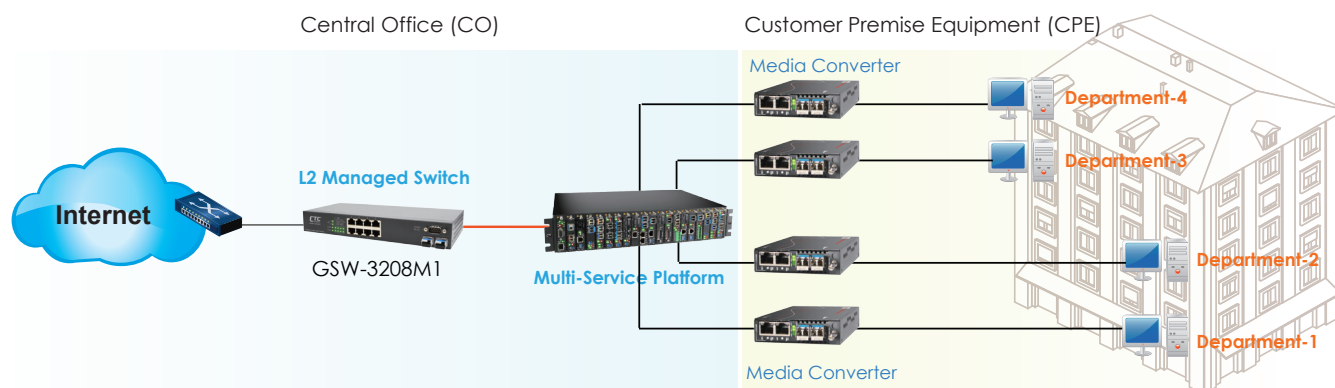 Central Office (CO)
Customer Premise Equipment (CPE)
Media Converter
Department-4
Department-3
L2 Managed Switch
Internet
CTC
GSW-3208M1
Multi-Service Platform
Department-2
Department-1
Media Converter